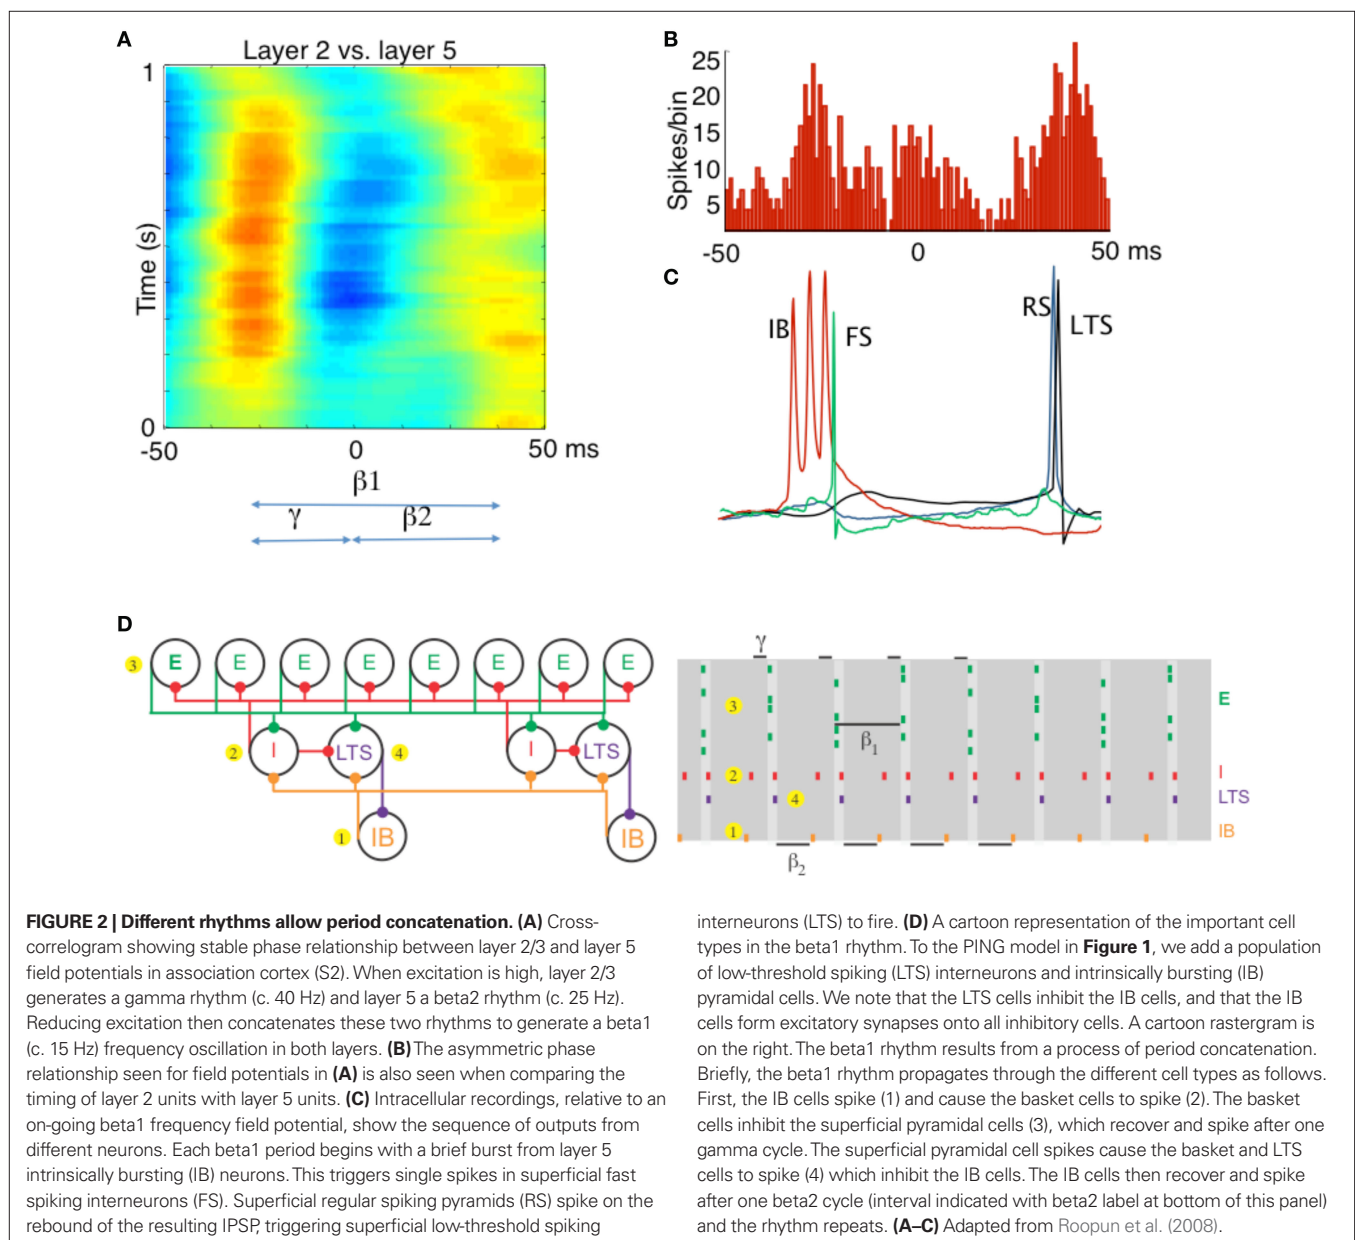 A
Layer 2 vs. layer 5
1
Time (s)
0
-50 0 50 ms
β1
γ β2
B
25
20
15
10
5
Spikes/bin
-50 0 50 ms
C
IB FS RS LTS
D
3 E E E E E E E E
2 I LTS 4 I LTS
1 IB IB
γ
3 E
β1
2 I
4 LTS
1 IB
β2
FIGURE 2 | Different rhythms allow period concatenation. (A) Cross-
correlogram showing stable phase relationship between layer 2/3 and layer 5
field potentials in association cortex (S2). When excitation is high, layer 2/3
generates a gamma rhythm (c. 40 Hz) and layer 5 a beta2 rhythm (c. 25 Hz).
Reducing excitation then concatenates these two rhythms to generate a beta1
(c. 15 Hz) frequency oscillation in both layers. (B) The asymmetric phase
relationship seen for field potentials in (A) is also seen when comparing the
timing of layer 2 units with layer 5 units. (C) Intracellular recordings, relative to an
on-going beta1 frequency field potential, show the sequence of outputs from
different neurons. Each beta1 period begins with a brief burst from layer 5
intrinsically bursting (IB) neurons. This triggers single spikes in superficial fast
spiking interneurons (FS). Superficial regular spiking pyramids (RS) spike on the
rebound of the resulting IPSP, triggering superficial low-threshold spiking
interneurons (LTS) to fire. (D) A cartoon representation of the important cell
types in the beta1 rhythm. To the PING model in Figure 1, we add a population
of low-threshold spiking (LTS) interneurons and intrinsically bursting (IB)
pyramidal cells. We note that the LTS cells inhibit the IB cells, and that the IB
cells form excitatory synapses onto all inhibitory cells. A cartoon rastergram is
on the right. The beta1 rhythm results from a process of period concatenation.
Briefly, the beta1 rhythm propagates through the different cell types as follows.
First, the IB cells spike (1) and cause the basket cells to spike (2). The basket
cells inhibit the superficial pyramidal cells (3), which recover and spike after one
gamma cycle. The superficial pyramidal cell spikes cause the basket and LTS
cells to spike (4) which inhibit the IB cells. The IB cells then recover and spike
after one beta2 cycle (interval indicated with beta2 label at bottom of this panel)
and the rhythm repeats. (A–C) Adapted from Roopun et al. (2008).